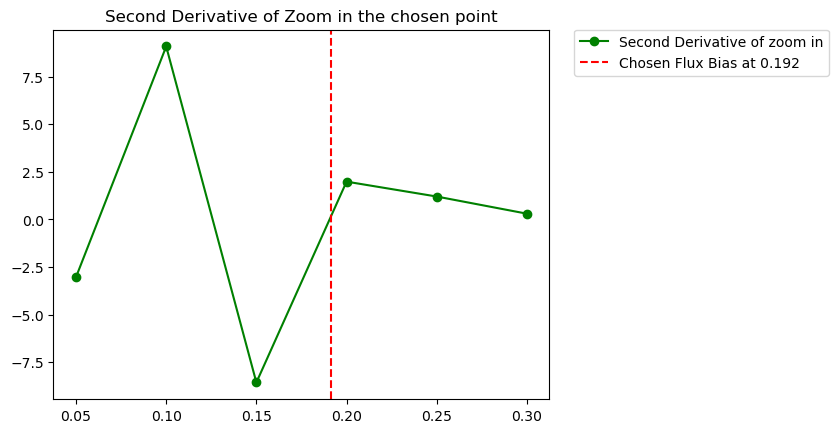 Second Derivative of Zoom in the chosen point
Second Derivative of zoom in
Chosen Flux Bias at 0.192
7.5
5.0
2.5
0.0
−2.5
−5.0
−7.5
0.05 0.10 0.15 0.20 0.25 0.30